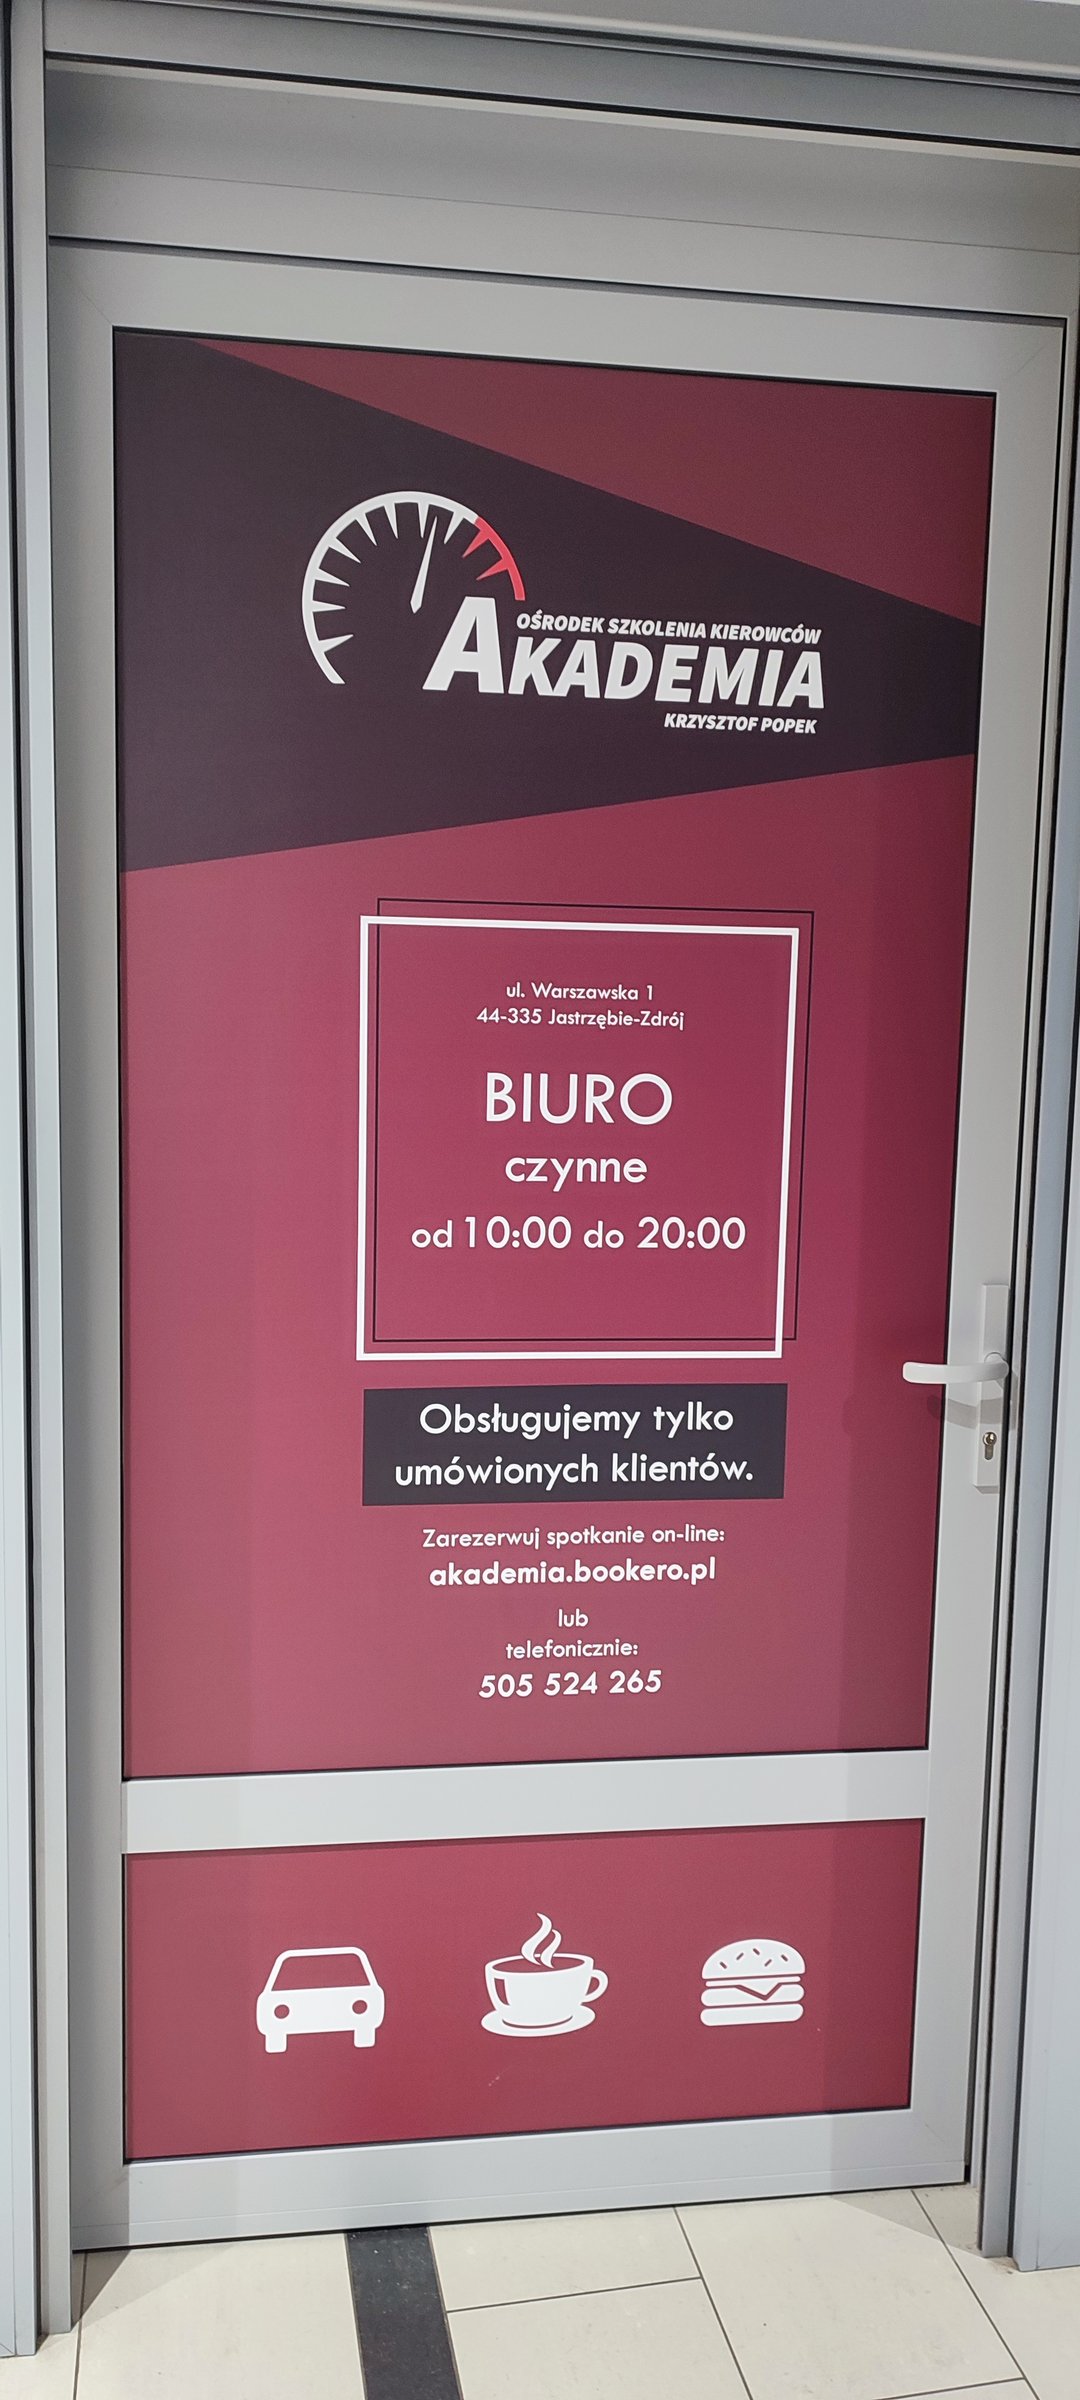 OŚRODEK SZKOLENIA KIEROWCÓW
AKADEMIA
KRZYSZTOF POPEK
ul. Warszawska 1
44-335 Jastrzębie-Zdrój
BIURO
czynne
od 10:00 do 20:00
Obsługujemy tylko
umówionych klientów.
Zarezerwuj spotkanie on-line:
akademia.bookero.pl
lub
telefonicznie:
505 524 265